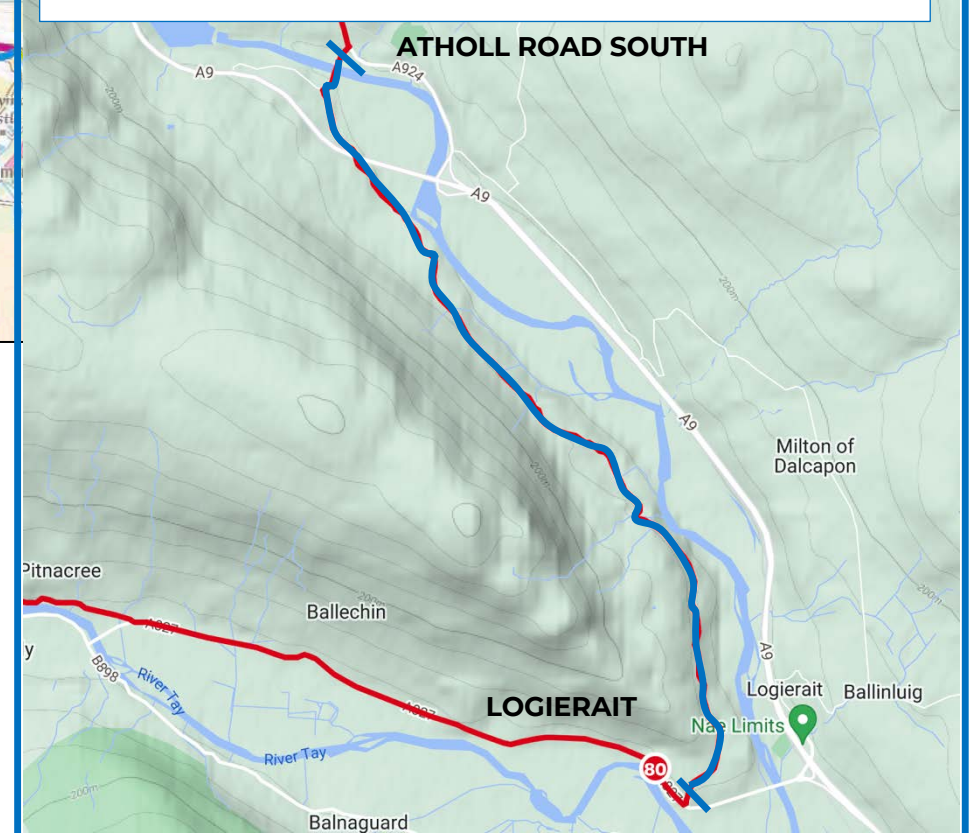 ATHOLL ROAD SOUTH
A9
A924
200m
A9
200m
A9
Milton of
Dalcapon
200m
Pitnacree
200m
Ballechin
200m
A827
y
B898
River Tay
A9
Logierait
Ballinluig
LOGIERAIT
A827
Nae Limits
River Tay
80
200m
Balnaguard